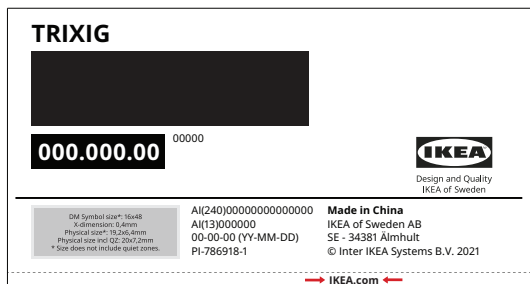 TRIXIG
000.000.00
00000
IKEA
Design and Quality
IKEA of Sweden
DM Symbol size*: 16x48
X-dimension: 0,4mm
Physical size*: 19,2x6,4mm
Physical size incl QZ: 20x7,2mm
* Size does not include quiet zones.
AI(240)00000000000000
AI(13)000000
00-00-00 (YY-MM-DD)
PI-786918-1
Made in China
IKEA of Sweden AB
SE - 34381 Älmhult
© Inter IKEA Systems B.V. 2021
IKEA.com